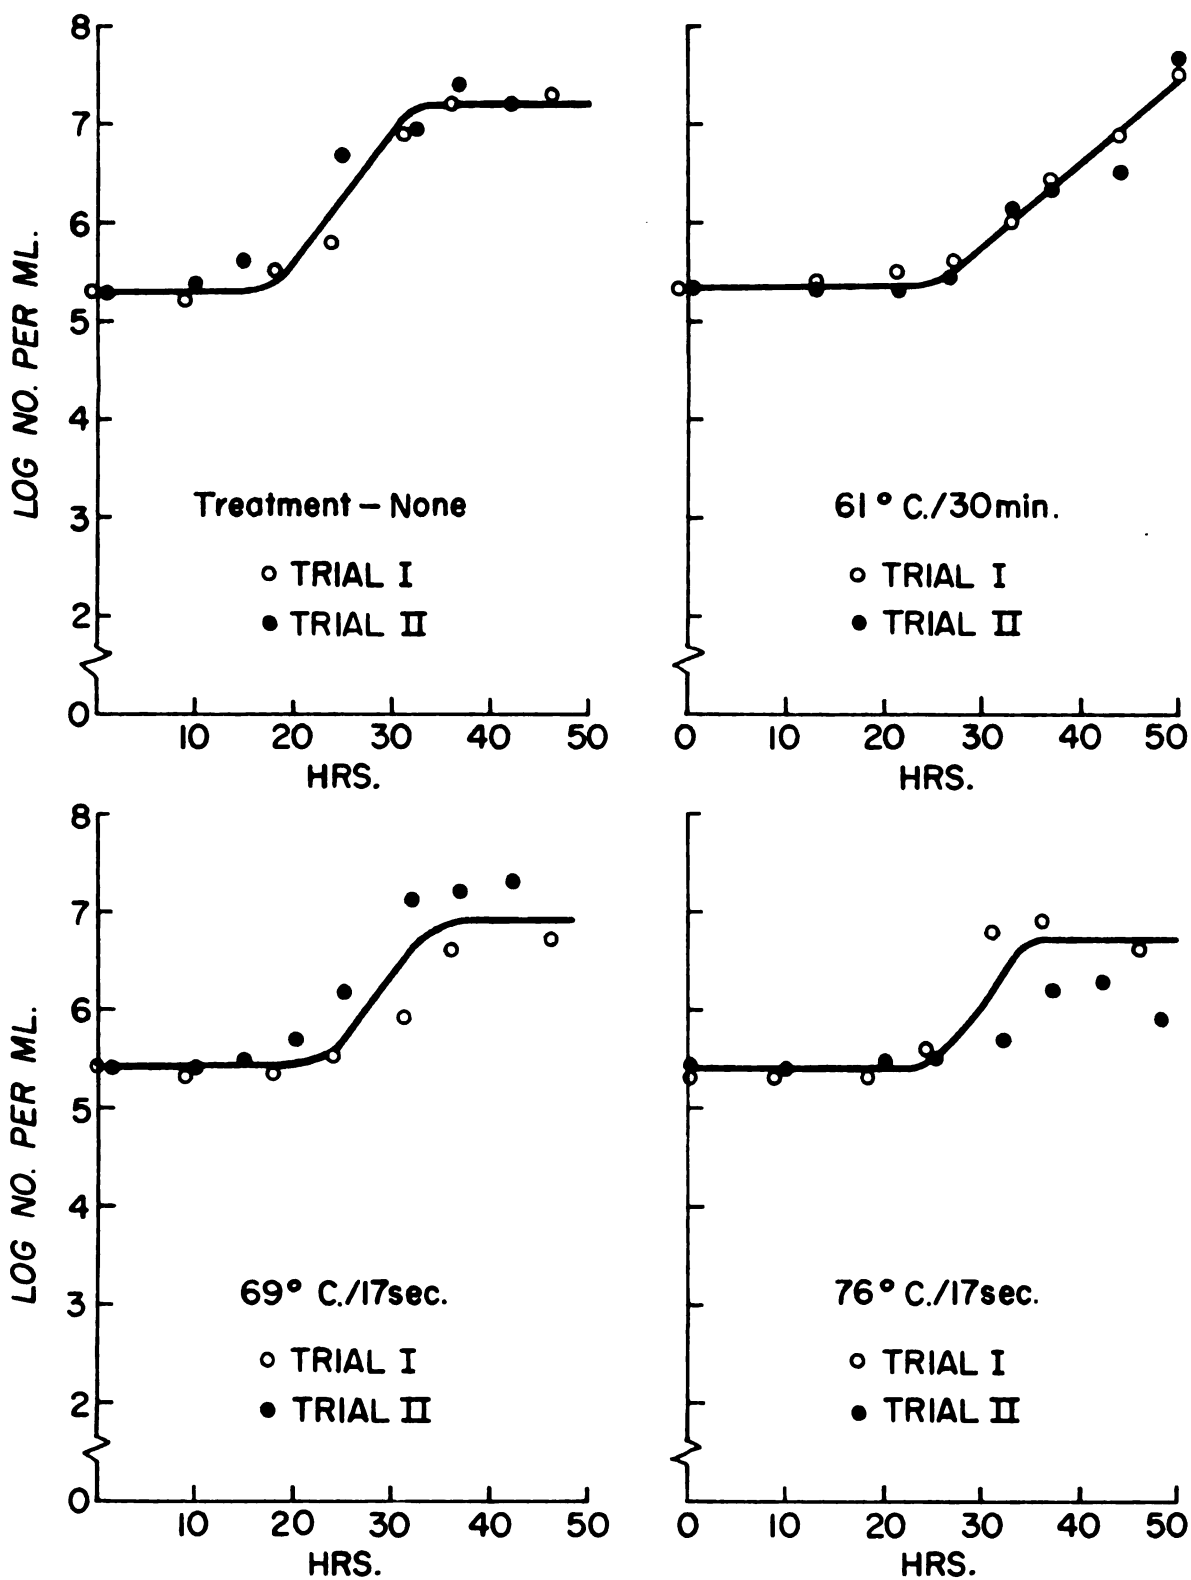 8
7
6
5
4
3
2
0
LOG NO. PER ML.
Treatment – None
TRIAL I
TRIAL II
10 20 30 40 50
HRS.
61° C./30min.
TRIAL I
TRIAL II
0 10 20 30 40 50
HRS.
8
7
6
5
4
3
2
0
LOG NO. PER ML.
69° C./17sec.
TRIAL I
TRIAL II
10 20 30 40 50
HRS.
76° C./17sec.
TRIAL I
TRIAL II
0 10 20 30 40 50
HRS.